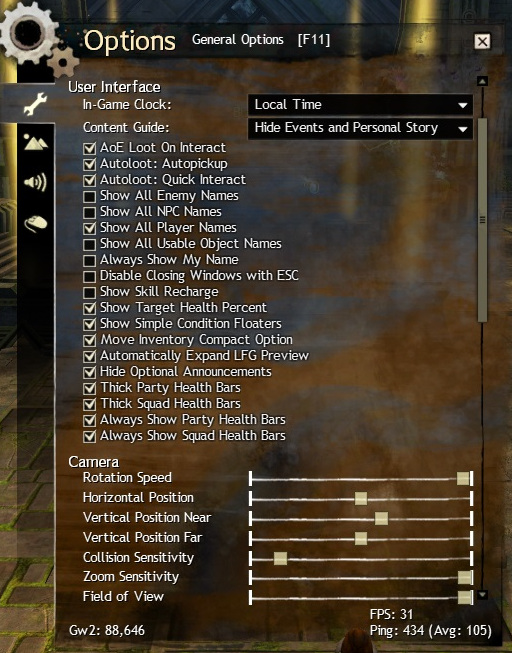 Options General Options [F11]
User Interface
In-Game Clock: Local Time
Content Guide: Hide Events and Personal Story
AoE Loot On Interact
Autoloot: Autopickup
Autoloot: Quick Interact
Show All Enemy Names
Show All NPC Names
Show All Player Names
Show All Usable Object Names
Always Show My Name
Disable Closing Windows with ESC
Show Skill Recharge
Show Target Health Percent
Show Simple Condition Floaters
Move Inventory Compact Option
Automatically Expand LFG Preview
Hide Optional Announcements
Thick Party Health Bars
Thick Squad Health Bars
Always Show Party Health Bars
Always Show Squad Health Bars
Camera
Rotation Speed
Horizontal Position
Vertical Position Near
Vertical Position Far
Collision Sensitivity
Zoom Sensitivity
Field of View
FPS: 31
Gw2: 88,646 Ping: 434 (Avg: 105)